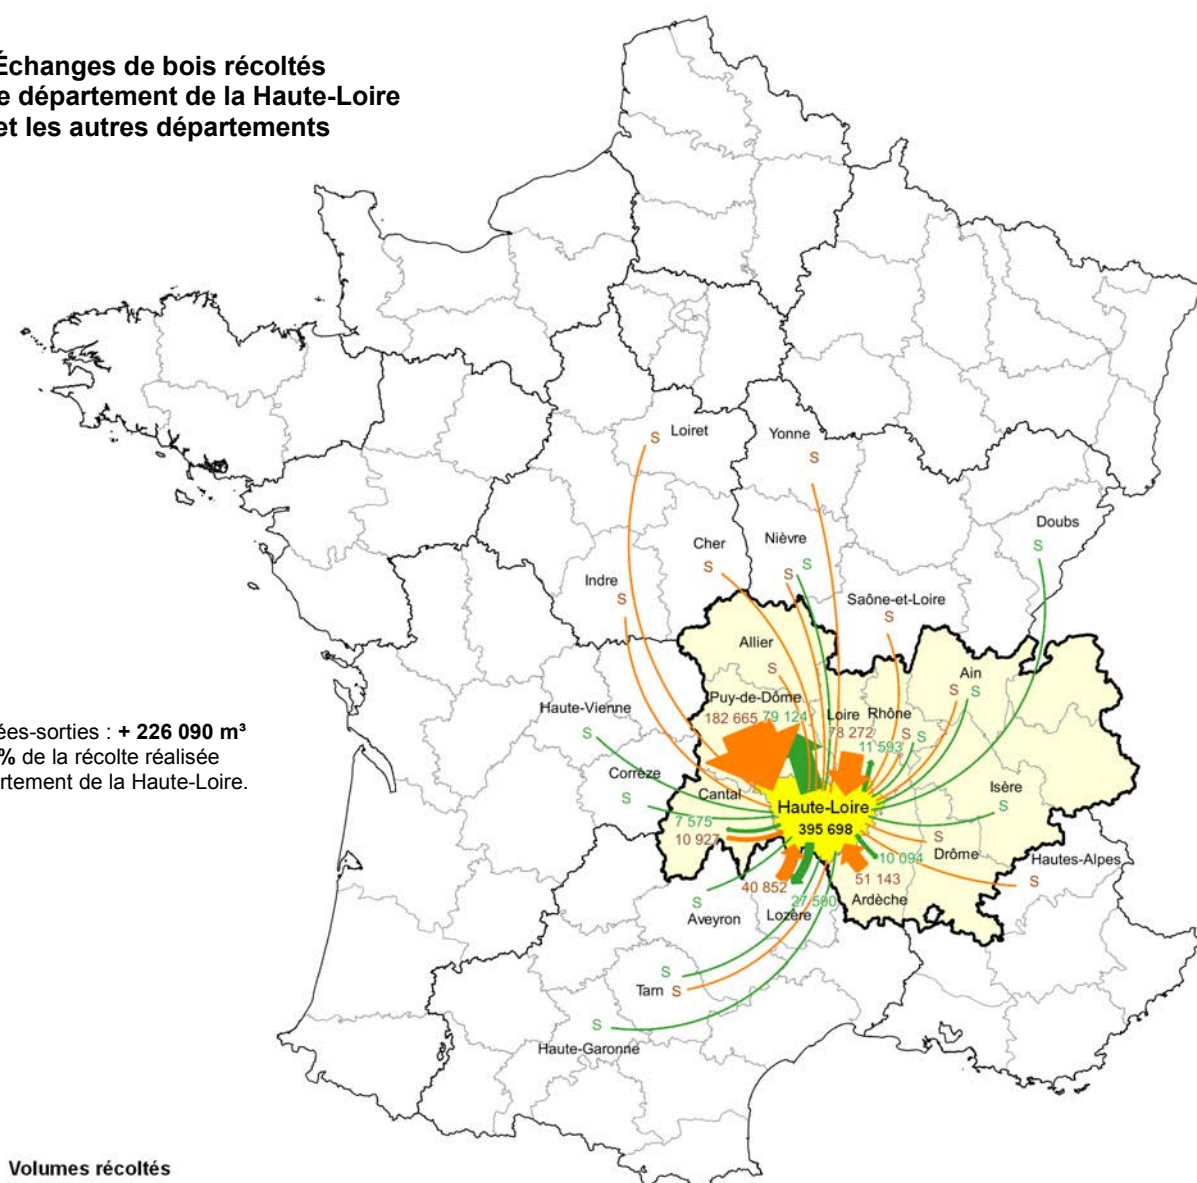 Échanges de bois récoltés
e département de la Haute-Loire
et les autres départements
S Loiret
Yonne
S
Doubs
S
Cher
S
Nièvre
S S
Indre
S
Saône-et-Loire
S
Allier
S
Ain
S S
Puy-de-Dôme
182 665 79 124
Loire Rhône
78 272 S S
11 593
Haute-Vienne
S
ées-sorties : + 226 090 m³
% de la récolte réalisée
artement de la Haute-Loire.
Corrèze
S
Cantal
7 575
10 927
Haute-Loire
395 698
Isère
S
S
Drôme
10 094
Hautes-Alpes
S
51 143
Ardèche
40 852
27 500
Lozère
S
Aveyron
S
Tarn S
S
Haute-Garonne
Volumes récoltés